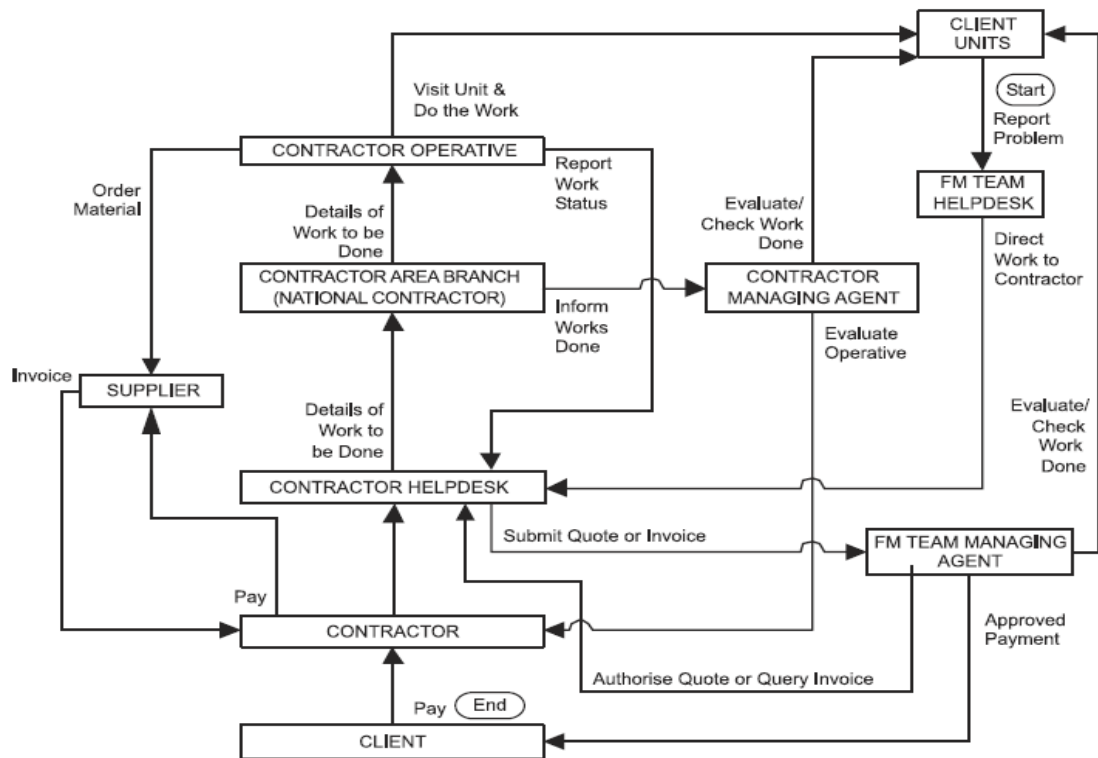 CLIENT
UNITS
Start
Report
Problem
Visit Unit &
Do the Work
CONTRACTOR OPERATIVE
Report
Work
Status
Order
Material
Details of
Work to be
Done
Evaluate/
Check Work
Done
FM TEAM
HELPDESK
Direct
Work to
Contractor
CONTRACTOR AREA BRANCH
(NATIONAL CONTRACTOR)
Inform
Works
Done
CONTRACTOR
MANAGING AGENT
Evaluate
Operative
Invoice
SUPPLIER
Details of
Work to
be Done
Evaluate/
Check
Work
Done
CONTRACTOR HELPDESK
Submit Quote or Invoice
FM TEAM MANAGING
AGENT
Pay
CONTRACTOR
Approved
Payment
Authorise Quote or Query Invoice
Pay
End
CLIENT